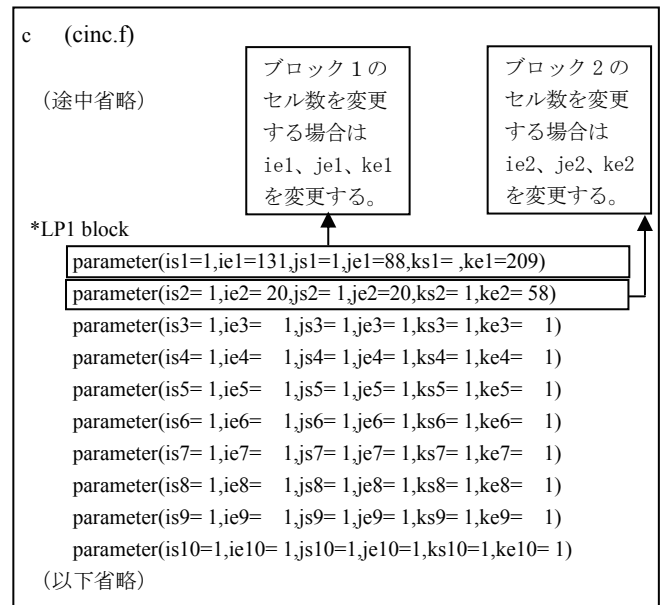 c (cinc.f)
ブロック１の
セル数を変更
する場合は
ie1、je1、ke1
を変更する。
ブロック２の
セル数を変更
する場合は
ie2、je2、ke2
を変更する。
（途中省略）
*LP1 block
parameter(is1=1,ie1=131,js1=1,je1=88,ks1= ,ke1=209)
parameter(is2= 1,ie2= 20,js2= 1,je2=20,ks2= 1,ke2= 58)
parameter(is3= 1,ie3= 1,js3= 1,je3= 1,ks3= 1,ke3= 1)
parameter(is4= 1,ie4= 1,js4= 1,je4= 1,ks4= 1,ke4= 1)
parameter(is5= 1,ie5= 1,js5= 1,je5= 1,ks5= 1,ke5= 1)
parameter(is6= 1,ie6= 1,js6= 1,je6= 1,ks6= 1,ke6= 1)
parameter(is7= 1,ie7= 1,js7= 1,je7= 1,ks7= 1,ke7= 1)
parameter(is8= 1,ie8= 1,js8= 1,je8= 1,ks8= 1,ke8= 1)
parameter(is9= 1,ie9= 1,js9= 1,je9= 1,ks9= 1,ke9= 1)
parameter(is10=1,ie10= 1,js10=1,je10=1,ks10=1,ke10= 1)
（以下省略）